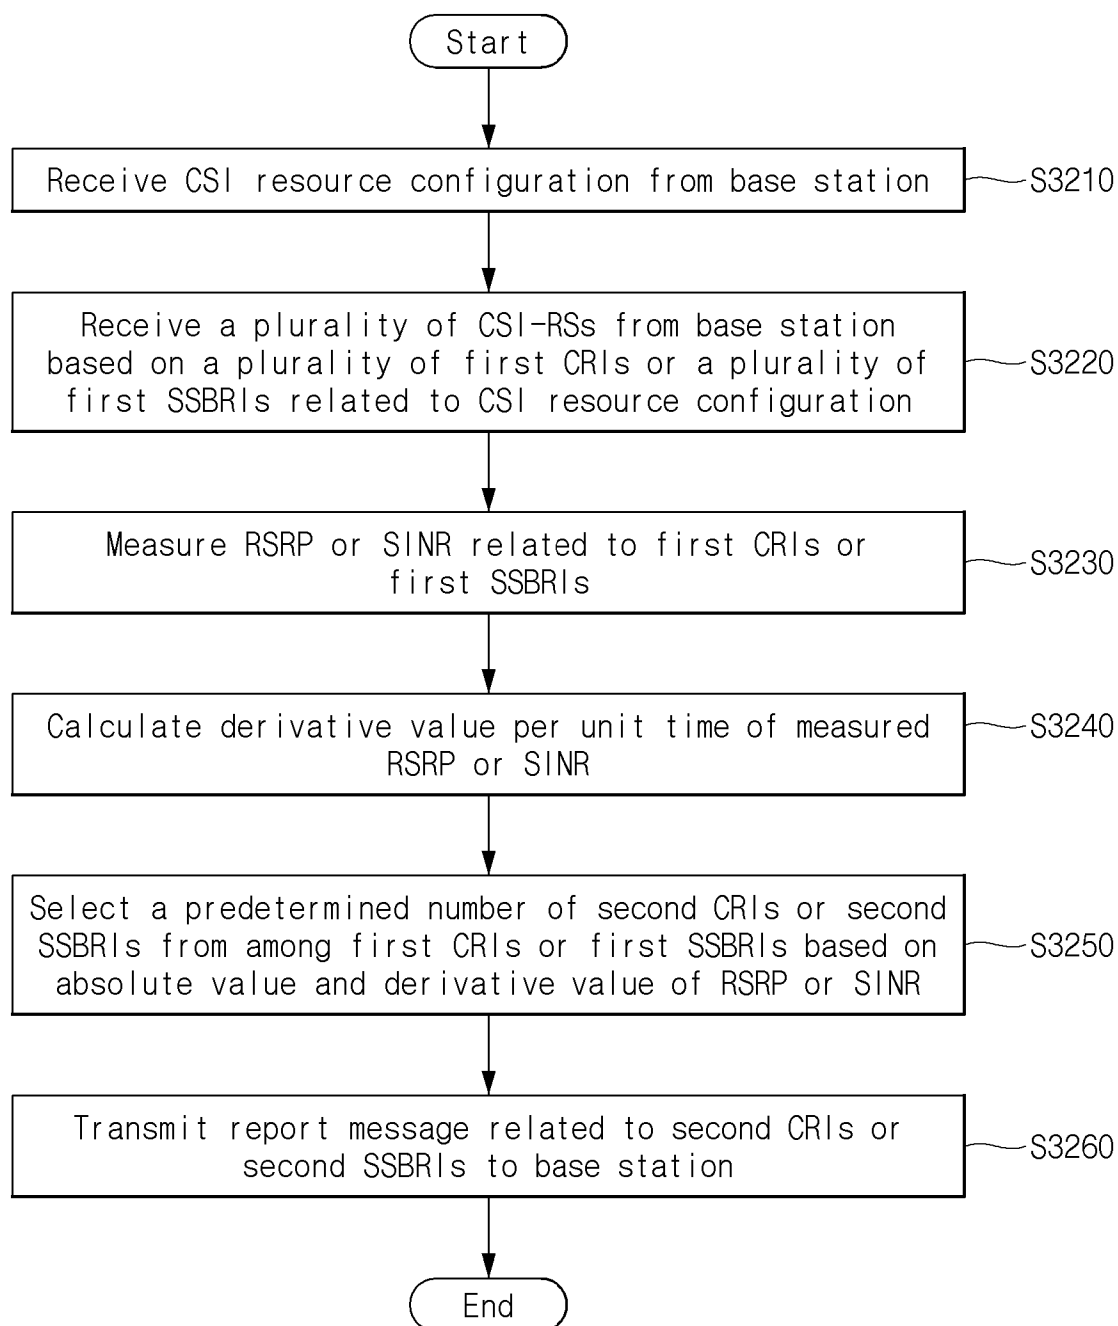 Start
Receive CSI resource configuration from base station
S3210
Receive a plurality of CSI-RSs from base station
based on a plurality of first CRIs or a plurality of
first SSBRIs related to CSI resource configuration
S3220
Measure RSRP or SINR related to first CRIs or
first SSBRIs
S3230
Calculate derivative value per unit time of measured
RSRP or SINR
S3240
Select a predetermined number of second CRIs or second
SSBRIs from among first CRIs or first SSBRIs based on
absolute value and derivative value of RSRP or SINR
S3250
Transmit report message related to second CRIs or
second SSBRIs to base station
S3260
End